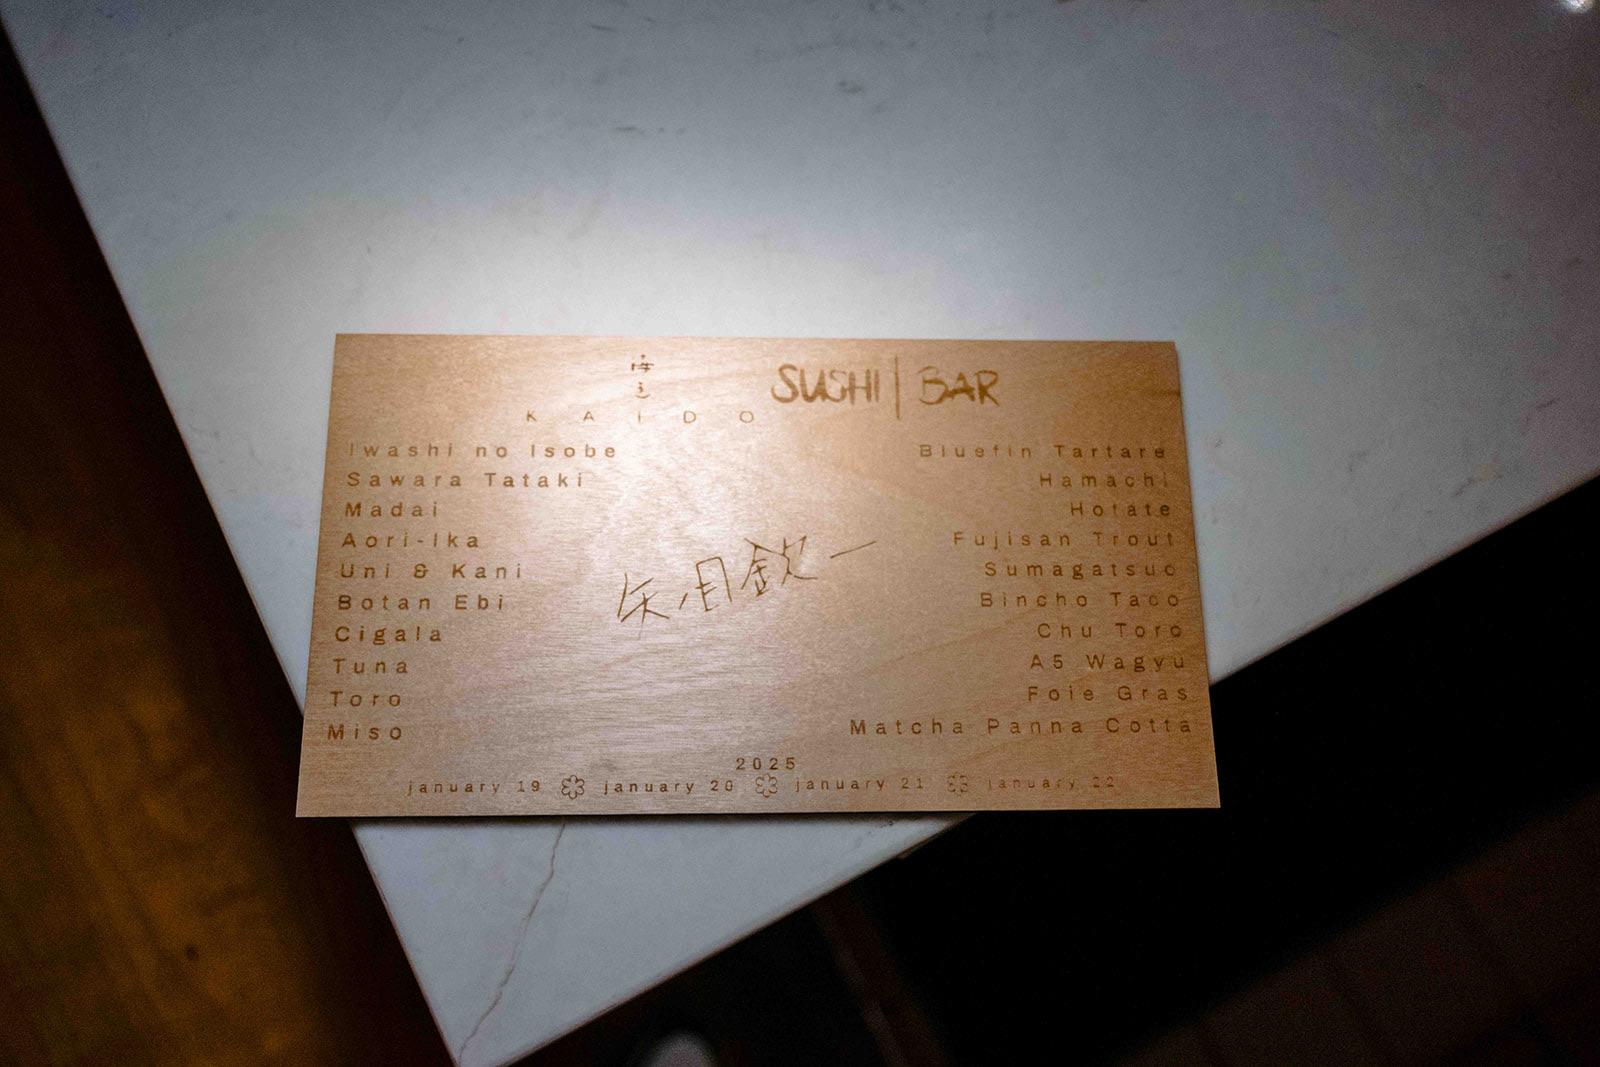 海道
KAIDO
SUSHI | BAR
Iwashi no Isobe
Sawara Tataki
Madai
Aori-Ika
Uni & Kani
Botan Ebi
Cigala
Tuna
Toro
Miso
Bluefin Tartare
Hamachi
Hotate
Fujisan Trout
Sumagatsuo
Bincho Taco
Chu Toro
A5 Wagyu
Foie Gras
Matcha Panna Cotta
2025
january 19 january 20 january 21 january 22